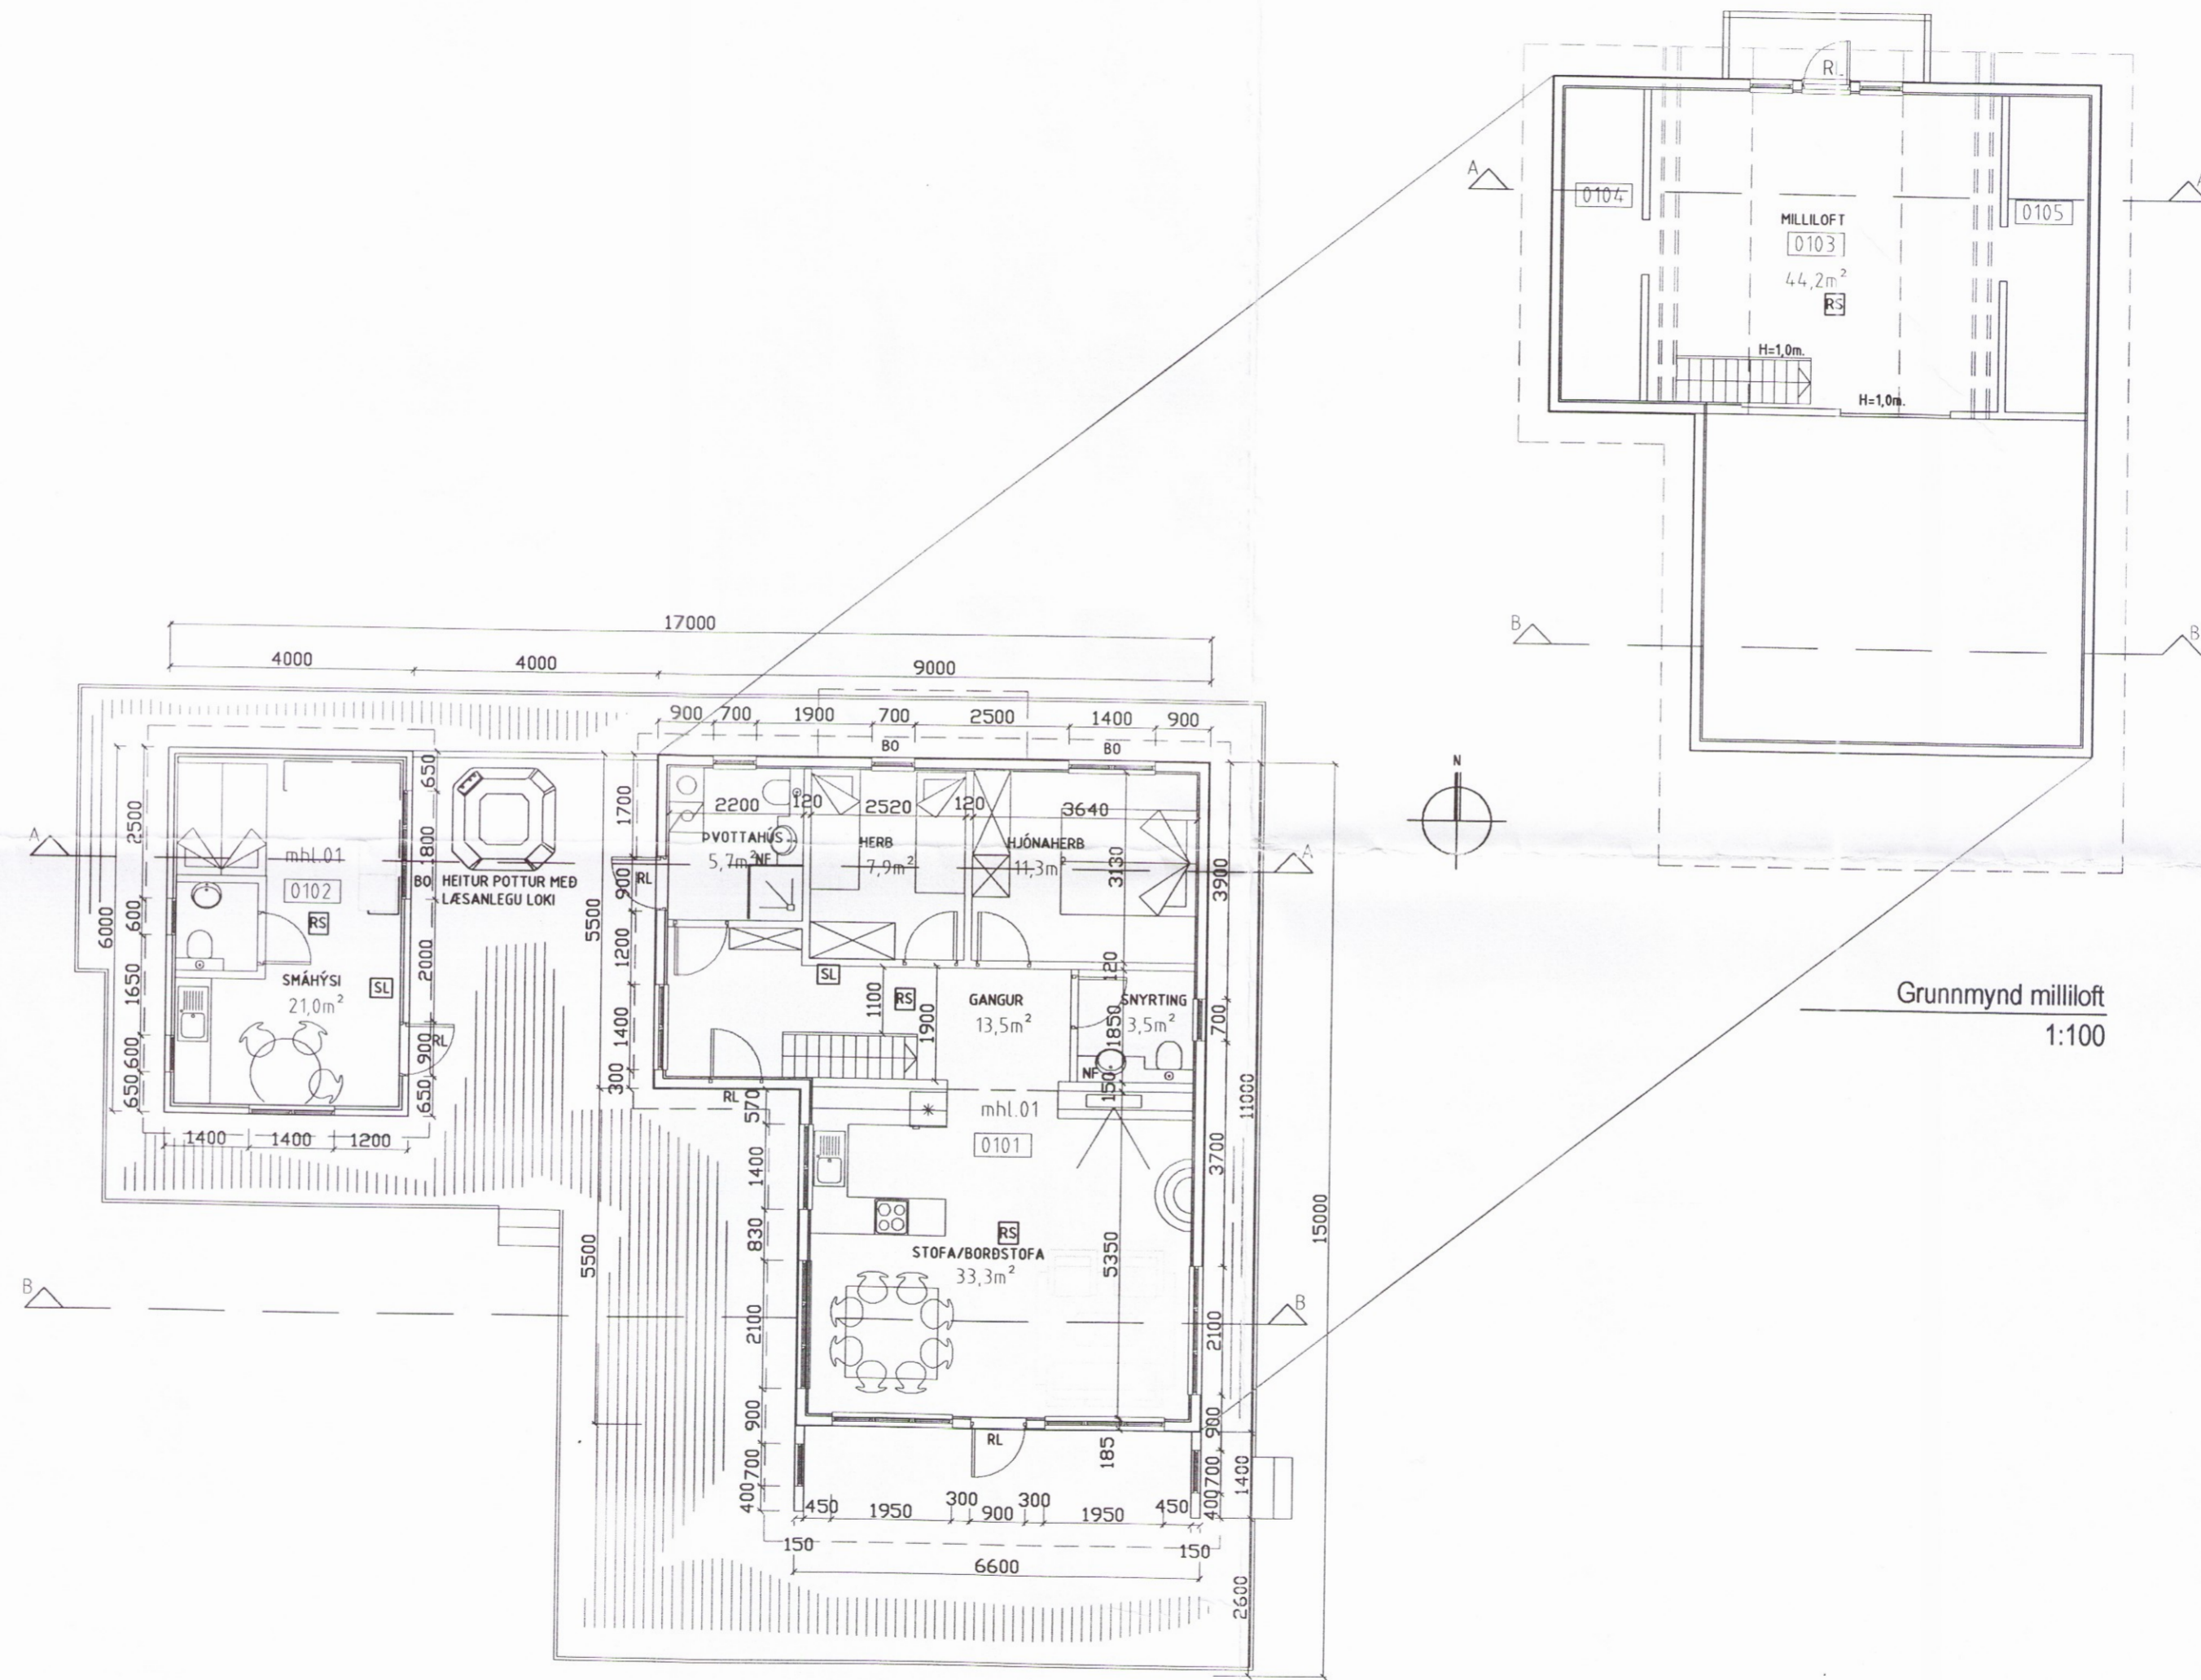 RL
A
A
0104
0105
MILLILOFT
0103
44,2m²
RS
H=1,0m.
H=1,0m.
B
B
Grunnmynd milliloft
1:100
N
17000
4000
4000
9000
900
700
1900
700
2500
1400
900
BO
BO
650
1800
2000
900
650
BO
RL
2500
600
1650
600
650
6000
A
mhl.01
0102
RS
SMÁHÝSI
21,0m²
SL
1400
1400
1200
HEITUR POTTUR MEÐ
LÆSANLEGU LOKI
5500
1700
900
1200
1400
300
RL
2200
120
2520
120
3640
ÞVOTTAHÚS
5,7m²
NF
HERB
7,9m²
HJÓNAHERB
11,3m²
3130
3900
A
SL
RS
1100
1900
GANGUR
13,5m²
120
SNYRTING
3,5m²
1850
700
NF
150
RL
570
mhl.01
0101
1400
830
2100
900
700
400
5500
3700
11000
15000
RS
STOFA/BORÐSTOFA
33,3m²
5350
2100
B
B
900
700
400
1400
185
RL
450
1950
300
900
300
1950
450
150
150
6600
2600